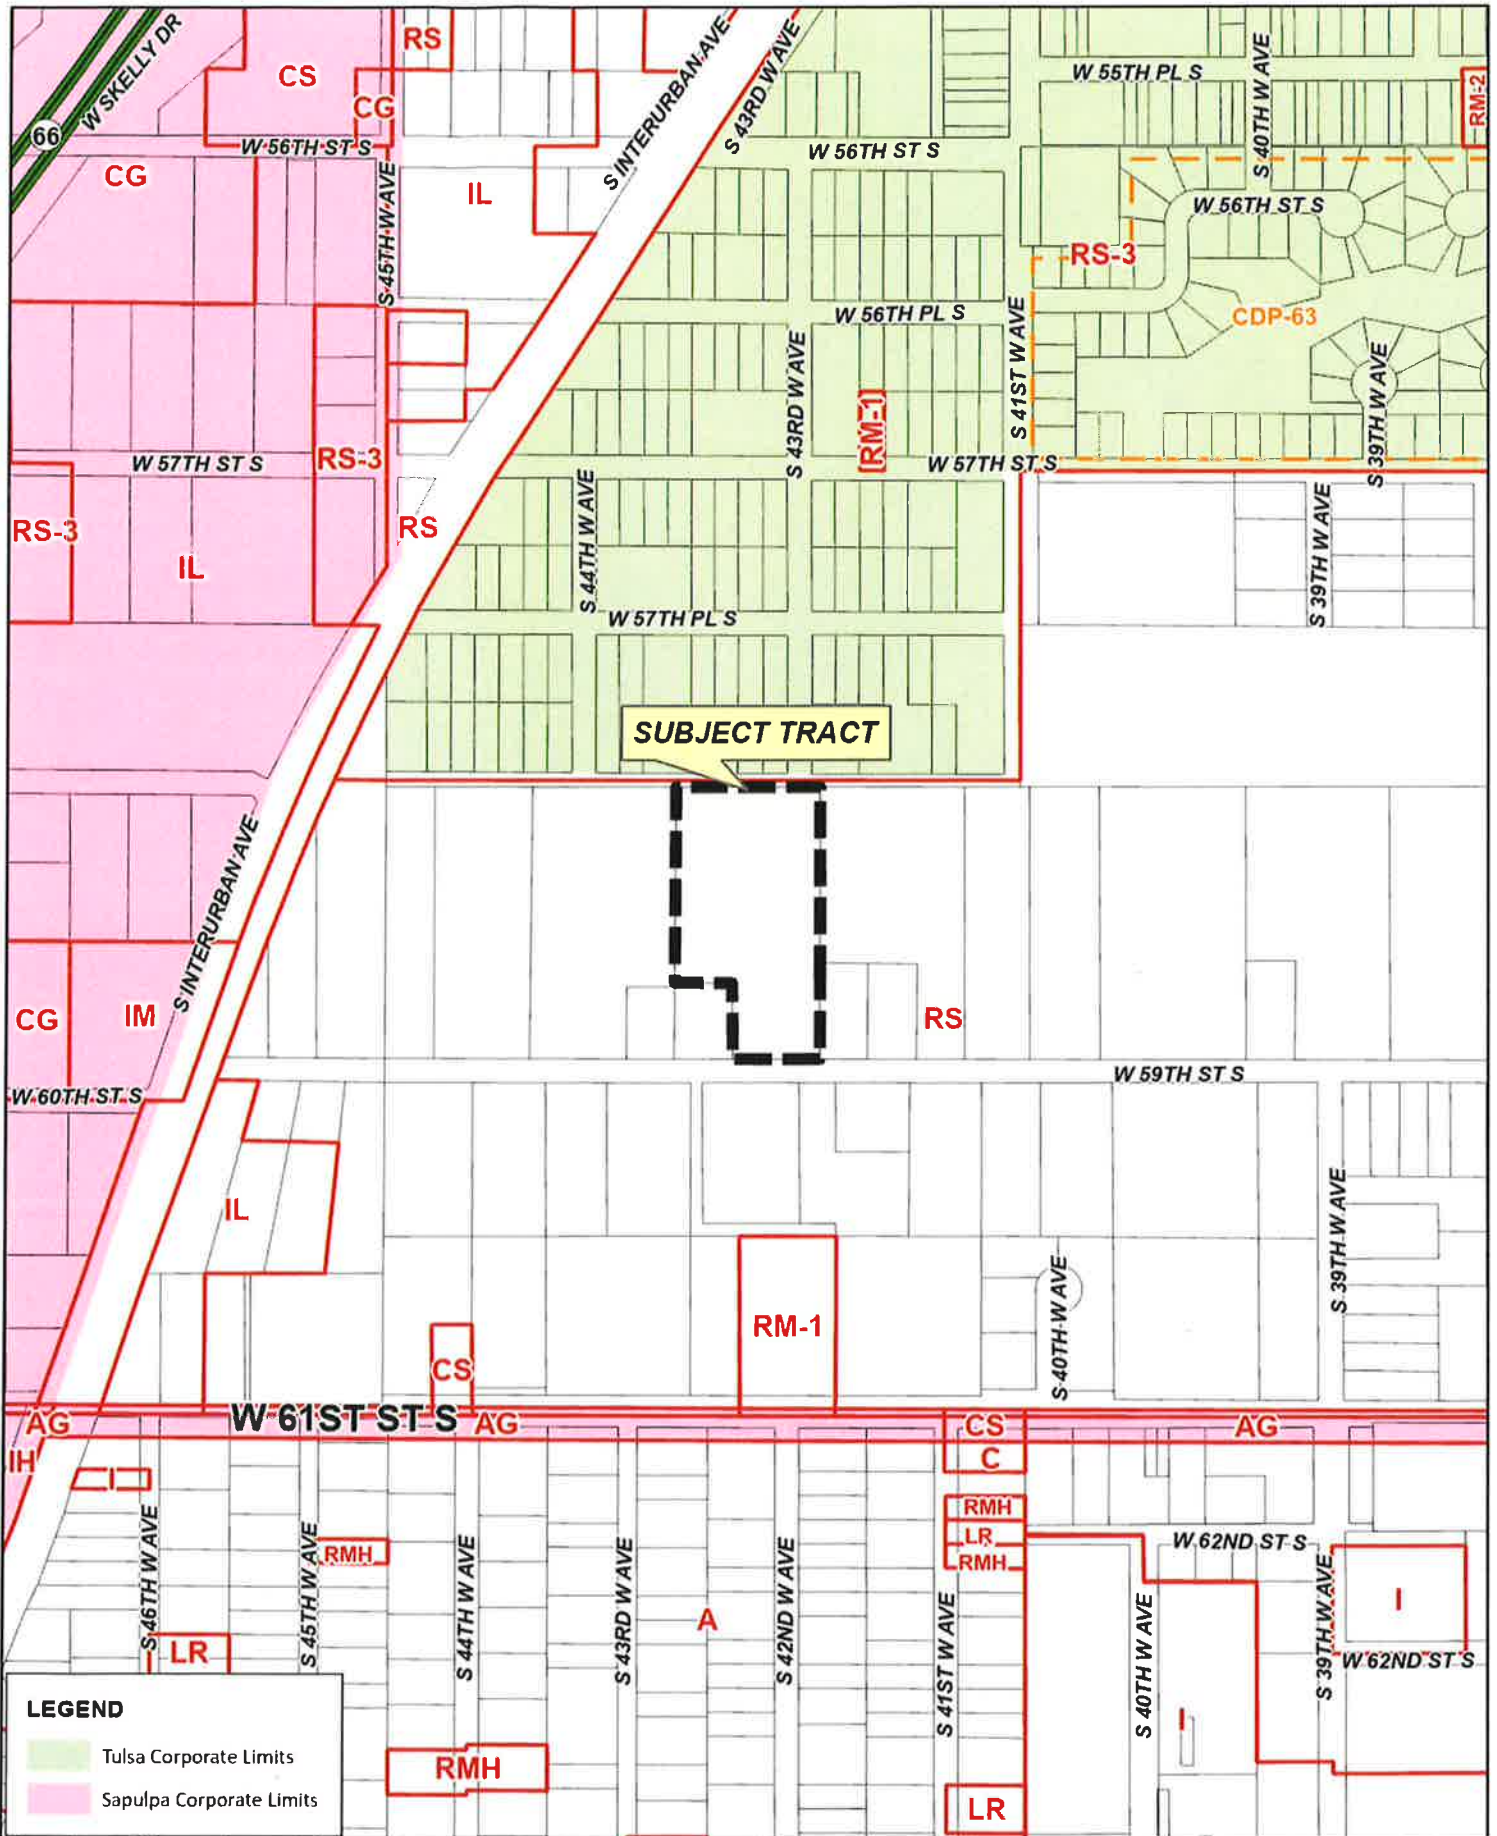 RS
W SKELLY DR
CS
CG
66
W 56TH ST S
CG
S 45TH W AVE
IL
S INTERURBAN AVE
S 43RD W AVE
W 55TH PL S
S 40TH W AVE
RM-2
W 56TH ST S
W 56TH ST S
RS-3
CDP-63
W 56TH PL S
S 43RD W AVE
S 41ST W AVE
S 39TH W AVE
[RM-1]
W 57TH ST S
RS-3
W 57TH ST S
RS-3
IL
RS
S 44TH W AVE
S 39TH W AVE
W 57TH PL S
SUBJECT TRACT
S INTERURBAN AVE
CG
IM
RS
W 60TH ST S
W 59TH ST S
IL
S 39TH W AVE
S 40TH W AVE
RM-1
CS
AG
W 61ST ST S
AG
CS
AG
IH
I
C
RMH
LR
RMH
S 46TH W AVE
S 45TH W AVE
RMH
S 44TH W AVE
S 43RD W AVE
S 42ND W AVE
S 41ST W AVE
S 40TH W AVE
W 62ND ST S
S 39TH W AVE
I
A
LR
W 62ND ST S
I
RMH
LR
LEGEND
Tulsa Corporate Limits
Sapulpa Corporate Limits